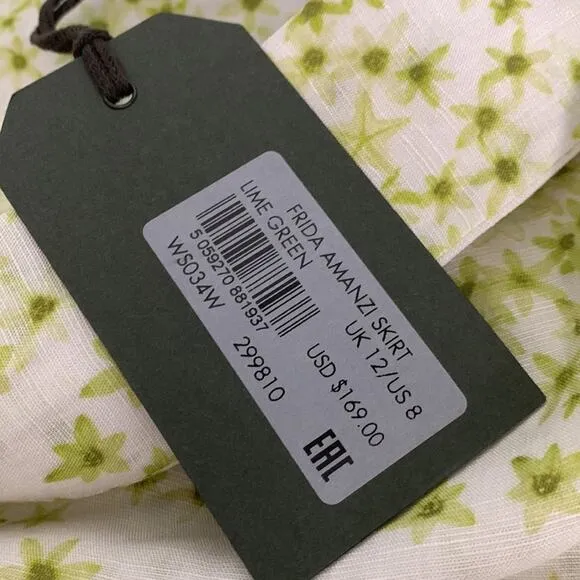 FRIDA AMANZI SKIRT
LIME GREEN
UK 12/US 8
5 059270 881937
USD $169.00
WS034W
299810
EAC